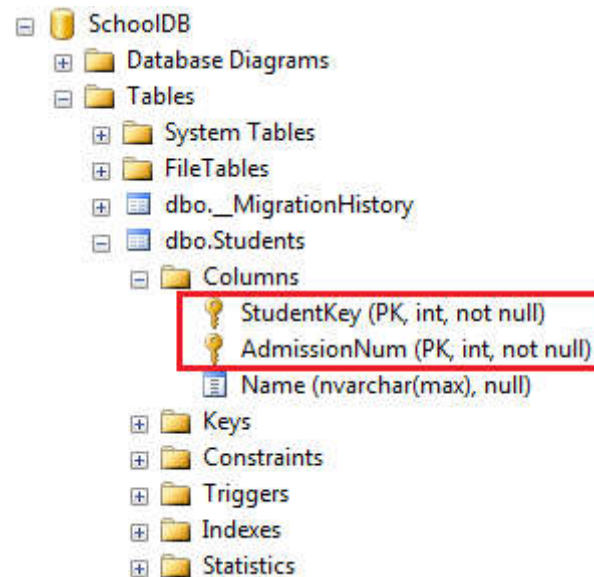 SchoolDB
Database Diagrams
Tables
System Tables
FileTables
dbo.__MigrationHistory
dbo.Students
Columns
StudentKey (PK, int, not null)
AdmissionNum (PK, int, not null)
Name (nvarchar(max), null)
Keys
Constraints
Triggers
Indexes
Statistics